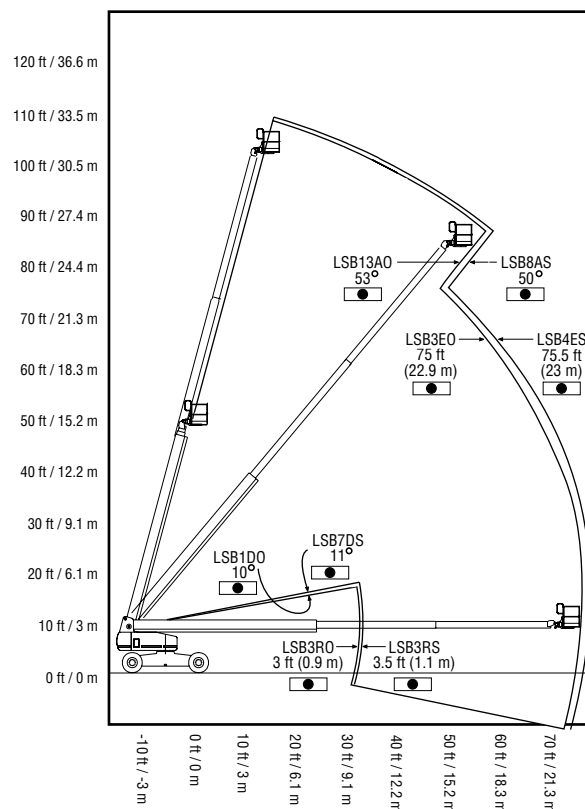 120 ft / 36.6 m
110 ft / 33.5 m
100 ft / 30.5 m
90 ft / 27.4 m
80 ft / 24.4 m
70 ft / 21.3 m
60 ft / 18.3 m
50 ft / 15.2 m
40 ft / 12.2 m
30 ft / 9.1 m
20 ft / 6.1 m
10 ft / 3 m
0 ft / 0 m
LSB13AO
53°
LSB8AS
50°
LSB3EO
75 ft
(22.9 m)
LSB4ES
75.5 ft
(23 m)
LSB7DS
11°
LSB1DO
10°
LSB3RO
3 ft (0.9 m)
LSB3RS
3.5 ft (1.1 m)
-10 ft / -3 m
0 ft / 0 m
10 ft / 3 m
20 ft / 6.1 m
30 ft / 9.1 m
40 ft / 12.2 m
50 ft / 15.2 m
60 ft / 18.3 m
70 ft / 21.3 m